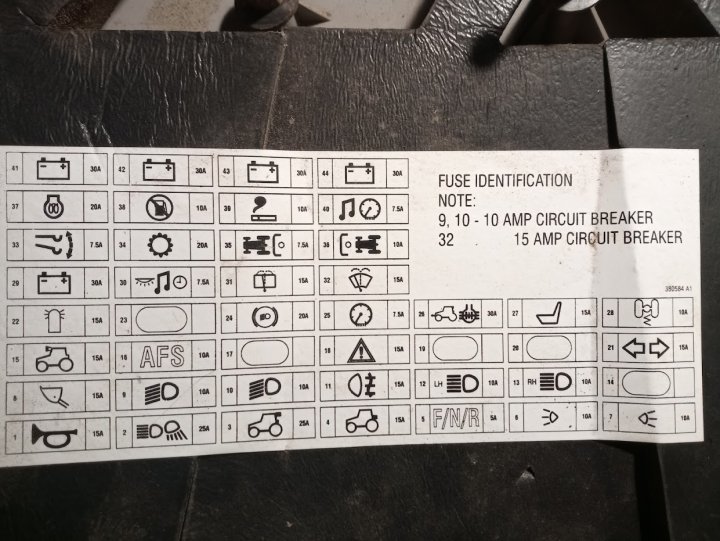 41 30A 42 30A 43 30A 44 30A
FUSE IDENTIFICATION
NOTE:
9, 10 - 10 AMP CIRCUIT BREAKER
32 15 AMP CIRCUIT BREAKER
37 20A 38 10A 39 10A 40 7.5A
33 7.5A 34 20A 35 7.5A 36 10A
29 30A 30 7.5A 31 15A 32 15A
380584 A1
22 15A 23 24 20A 25 7.5A 26 30A 27 15A 28 10A
15 15A 16 AFS 10A 17 18 15A 19 20 21 15A
8 15A 9 10A 10 10A 11 15A 12 LH 10A 13 RH 10A 14
1 15A 2 25A 3 25A 4 15A 5 F/N/R 5A 6 10A 7 10A